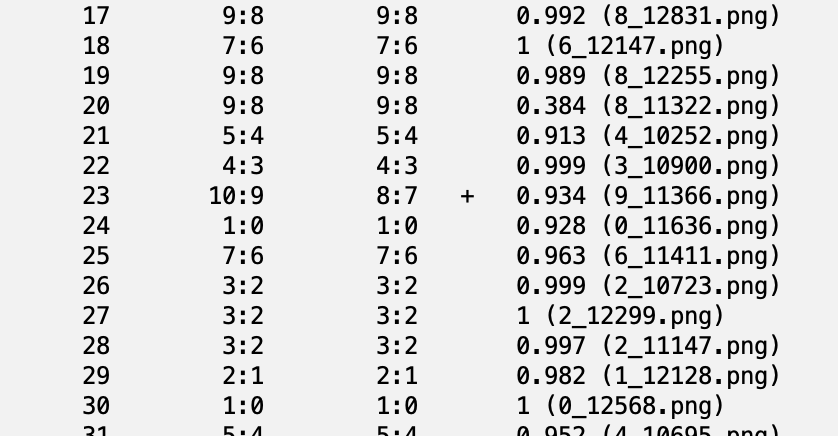 17 9:8 9:8 0.992 (8_12831.png)
18 7:6 7:6 1 (6_12147.png)
19 9:8 9:8 0.989 (8_12255.png)
20 9:8 9:8 0.384 (8_11322.png)
21 5:4 5:4 0.913 (4_10252.png)
22 4:3 4:3 0.999 (3_10900.png)
23 10:9 8:7 + 0.934 (9_11366.png)
24 1:0 1:0 0.928 (0_11636.png)
25 7:6 7:6 0.963 (6_11411.png)
26 3:2 3:2 0.999 (2_10723.png)
27 3:2 3:2 1 (2_12299.png)
28 3:2 3:2 0.997 (2_11147.png)
29 2:1 2:1 0.982 (1_12128.png)
30 1:0 1:0 1 (0_12568.png)
31 5:4 5:4 0.952 (4_10695.png)